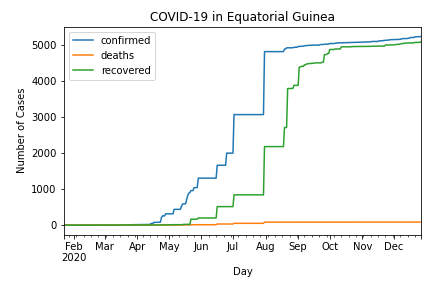 COVID-19 in Equatorial Guinea
confirmed
deaths
recovered
Number of Cases
5000
4000
3000
2000
1000
0
Feb Mar Apr May Jun Jul Aug Sep Oct Nov Dec
2020
Day